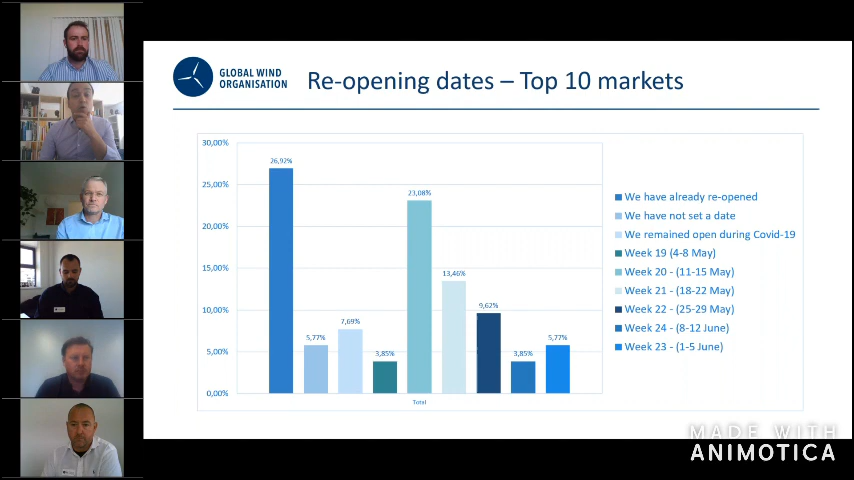 GLOBAL WIND
ORGANISATION
Re-opening dates – Top 10 markets
30,00%
25,00%
20,00%
15,00%
10,00%
5,00%
0,00%
26,92%
5,77%
7,69%
3,85%
23,08%
13,46%
9,62%
3,85%
5,77%
Total
We have already re-opened
We have not set a date
We remained open during Covid-19
Week 19 (4-8 May)
Week 20 - (11-15 May)
Week 21 - (18-22 May)
Week 22 - (25-29 May)
Week 24 - (8-12 June)
Week 23 - (1-5 June)
MADE WITH
ANIMOTICA